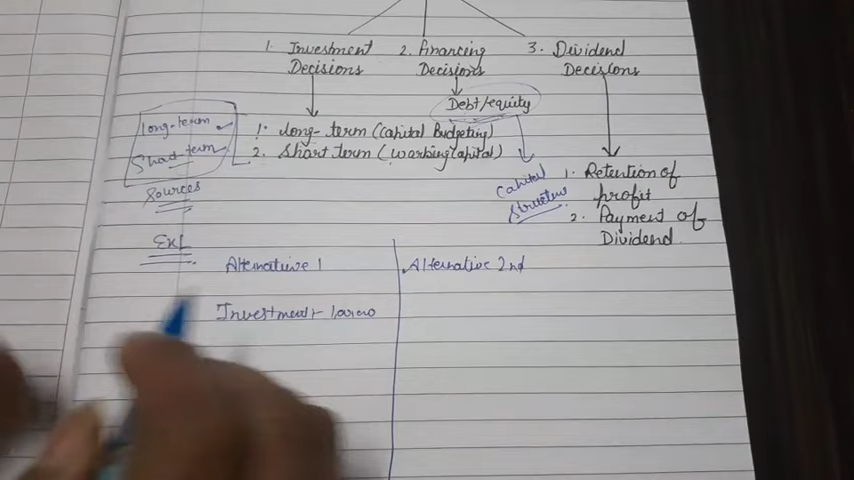 1. Investment Decisions
2. Financing Decisions
3. Dividend Decisions
Debt/equity
Long-term
Short term
Sources
1. Long-term (Capital Budgeting)
2. Short term (Working Capital)
Capital Structure
1. Retention of profit
2. Payment of Dividend
Ex1
Alternative 1
Alternative 2nd
Investment-